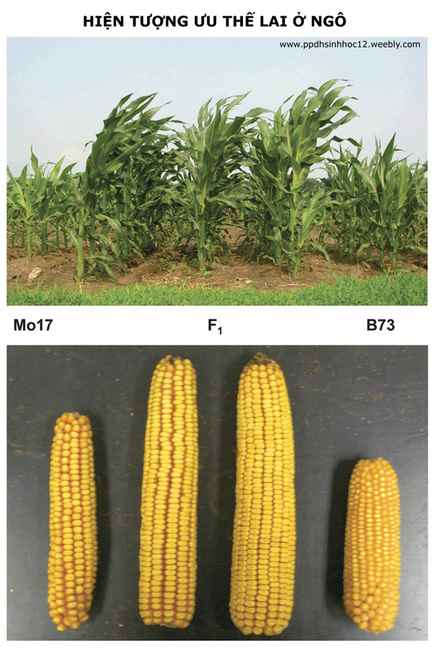 HIỆN TƯỢNG ƯU THẾ LAI Ở NGÔ
www.ppdhsinhhoc12.weebly.com
Mo17 F₁ B73